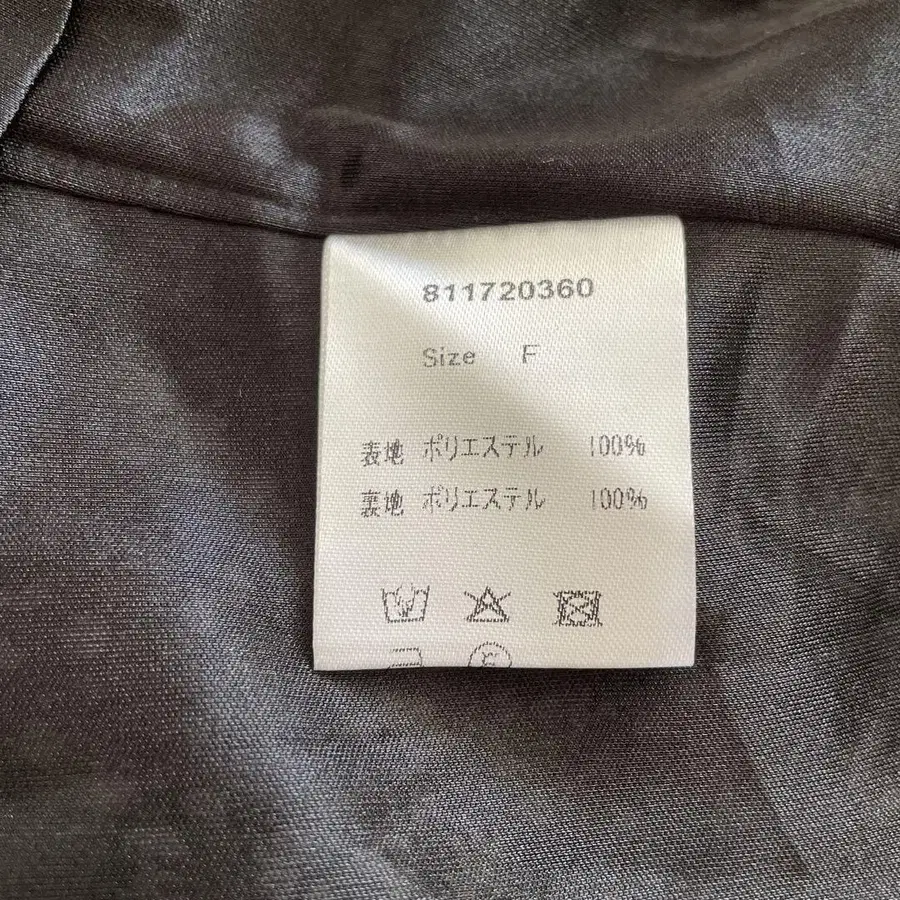 811720360
Size F
表地 ポリエステル 100%
裏地 ポリエステル 100%